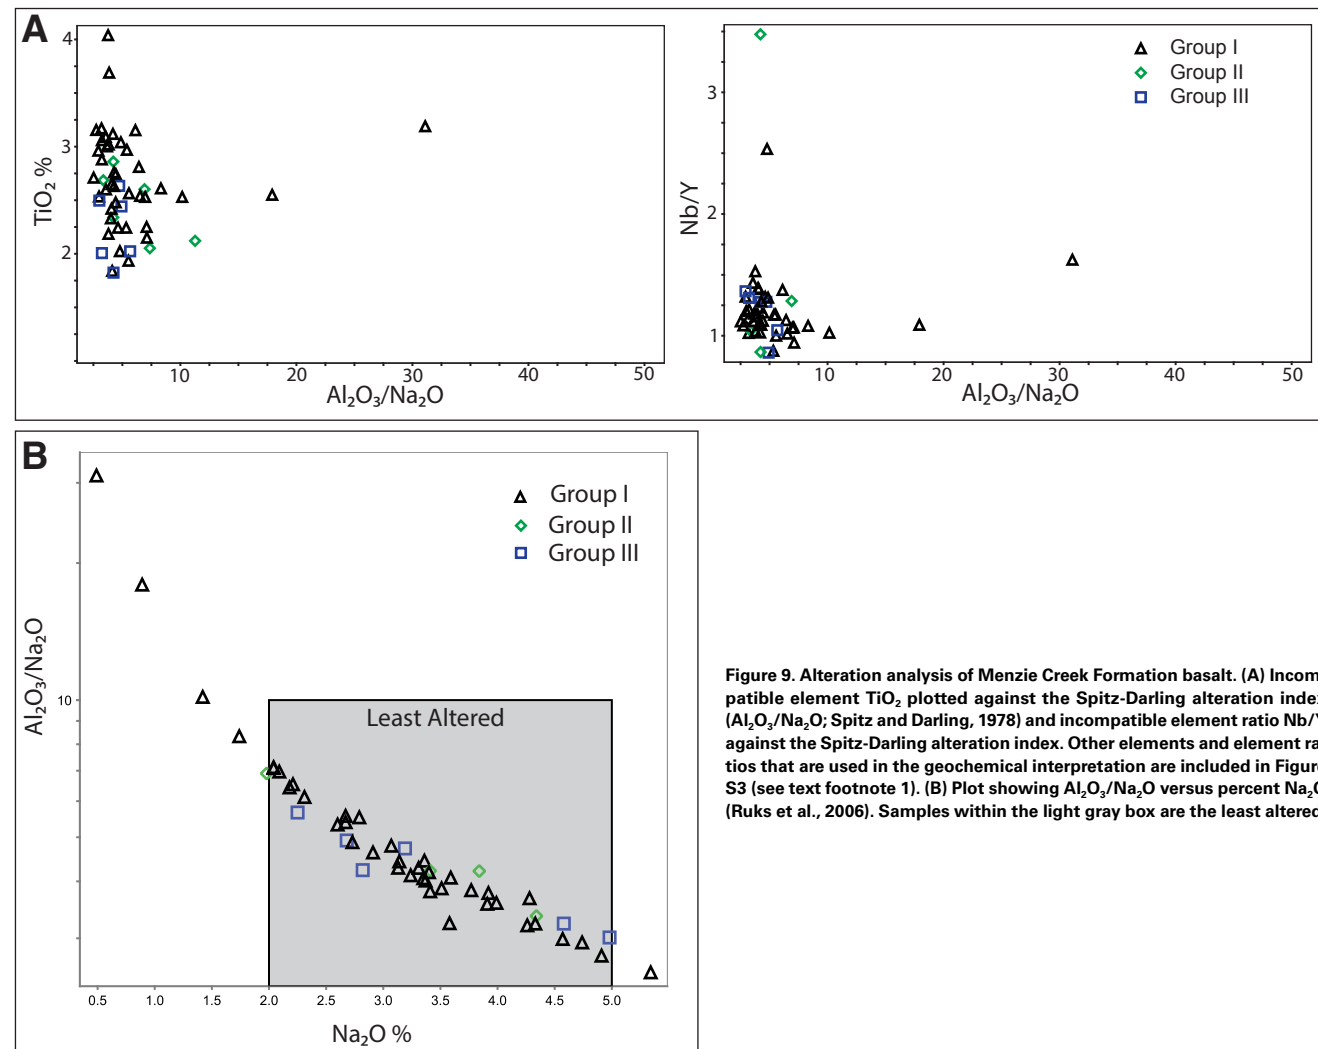 A
4
3
2
TiO₂ %
10 20 30 40 50
Al₂O₃/Na₂O
3
2
1
Nb/Y
Group I
Group II
Group III
10 20 30 40 50
Al₂O₃/Na₂O
B
Al₂O₃/Na₂O
10
Group I
Group II
Group III
Least Altered
0.5 1.0 1.5 2.0 2.5 3.0 3.5 4.0 4.5 5.0
Na₂O %
Figure 9. Alteration analysis of Menzie Creek Formation basalt. (A) Incom-
patible element TiO₂ plotted against the Spitz-Darling alteration index
(Al₂O₃/Na₂O; Spitz and Darling, 1978) and incompatible element ratio Nb/Y
against the Spitz-Darling alteration index. Other elements and element ra-
tios that are used in the geochemical interpretation are included in Figure
S3 (see text footnote 1). (B) Plot showing Al₂O₃/Na₂O versus percent Na₂O
(Ruks et al., 2006). Samples within the light gray box are the least altered